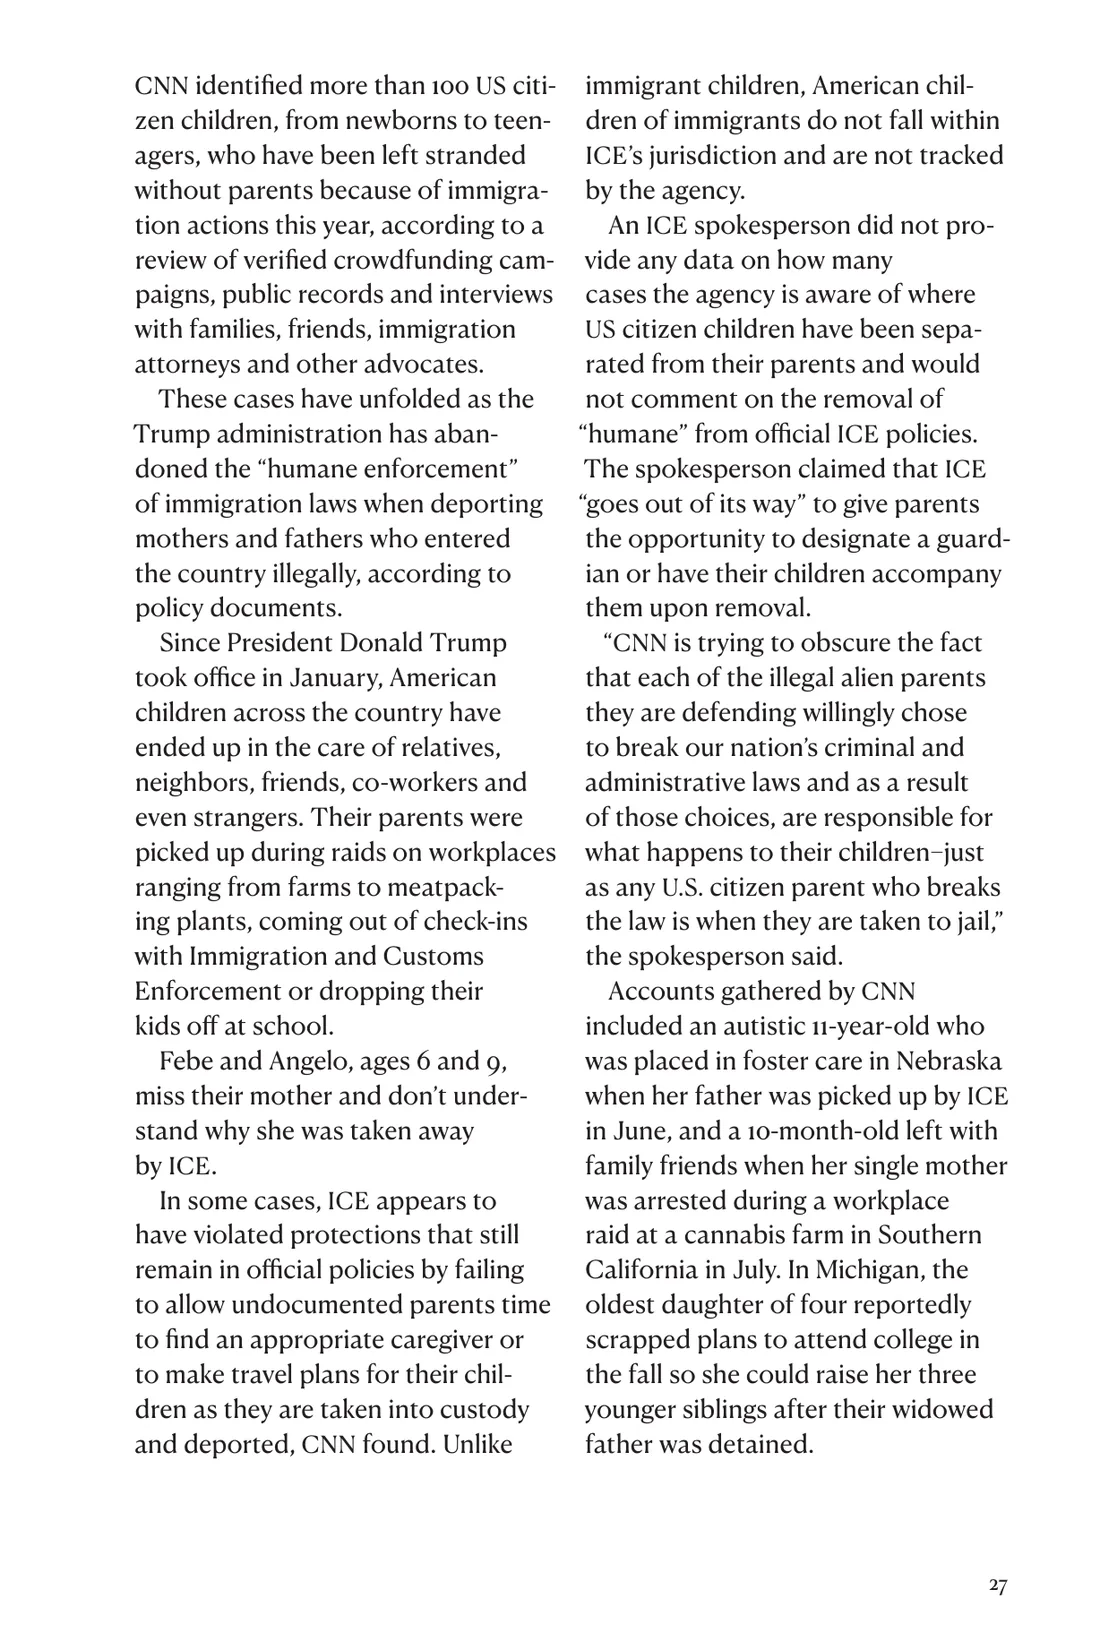 CNN identified more than 100 US citi-
zen children, from newborns to teen-
agers, who have been left stranded
without parents because of immigra-
tion actions this year, according to a
review of verified crowdfunding cam-
paigns, public records and interviews
with families, friends, immigration
attorneys and other advocates.
These cases have unfolded as the
Trump administration has aban-
doned the “humane enforcement”
of immigration laws when deporting
mothers and fathers who entered
the country illegally, according to
policy documents.
Since President Donald Trump
took office in January, American
children across the country have
ended up in the care of relatives,
neighbors, friends, co-workers and
even strangers. Their parents were
picked up during raids on workplaces
ranging from farms to meatpack-
ing plants, coming out of check-ins
with Immigration and Customs
Enforcement or dropping their
kids off at school.
Febe and Angelo, ages 6 and 9,
miss their mother and don’t under-
stand why she was taken away
by ICE.
In some cases, ICE appears to
have violated protections that still
remain in official policies by failing
to allow undocumented parents time
to find an appropriate caregiver or
to make travel plans for their chil-
dren as they are taken into custody
and deported, CNN found. Unlike
immigrant children, American chil-
dren of immigrants do not fall within
ICE’s jurisdiction and are not tracked
by the agency.
An ICE spokesperson did not pro-
vide any data on how many
cases the agency is aware of where
US citizen children have been sepa-
rated from their parents and would
not comment on the removal of
“humane” from official ICE policies.
The spokesperson claimed that ICE
“goes out of its way” to give parents
the opportunity to designate a guard-
ian or have their children accompany
them upon removal.
“CNN is trying to obscure the fact
that each of the illegal alien parents
they are defending willingly chose
to break our nation’s criminal and
administrative laws and as a result
of those choices, are responsible for
what happens to their children–just
as any U.S. citizen parent who breaks
the law is when they are taken to jail,”
the spokesperson said.
Accounts gathered by CNN
included an autistic 11-year-old who
was placed in foster care in Nebraska
when her father was picked up by ICE
in June, and a 10-month-old left with
family friends when her single mother
was arrested during a workplace
raid at a cannabis farm in Southern
California in July. In Michigan, the
oldest daughter of four reportedly
scrapped plans to attend college in
the fall so she could raise her three
younger siblings after their widowed
father was detained.
27